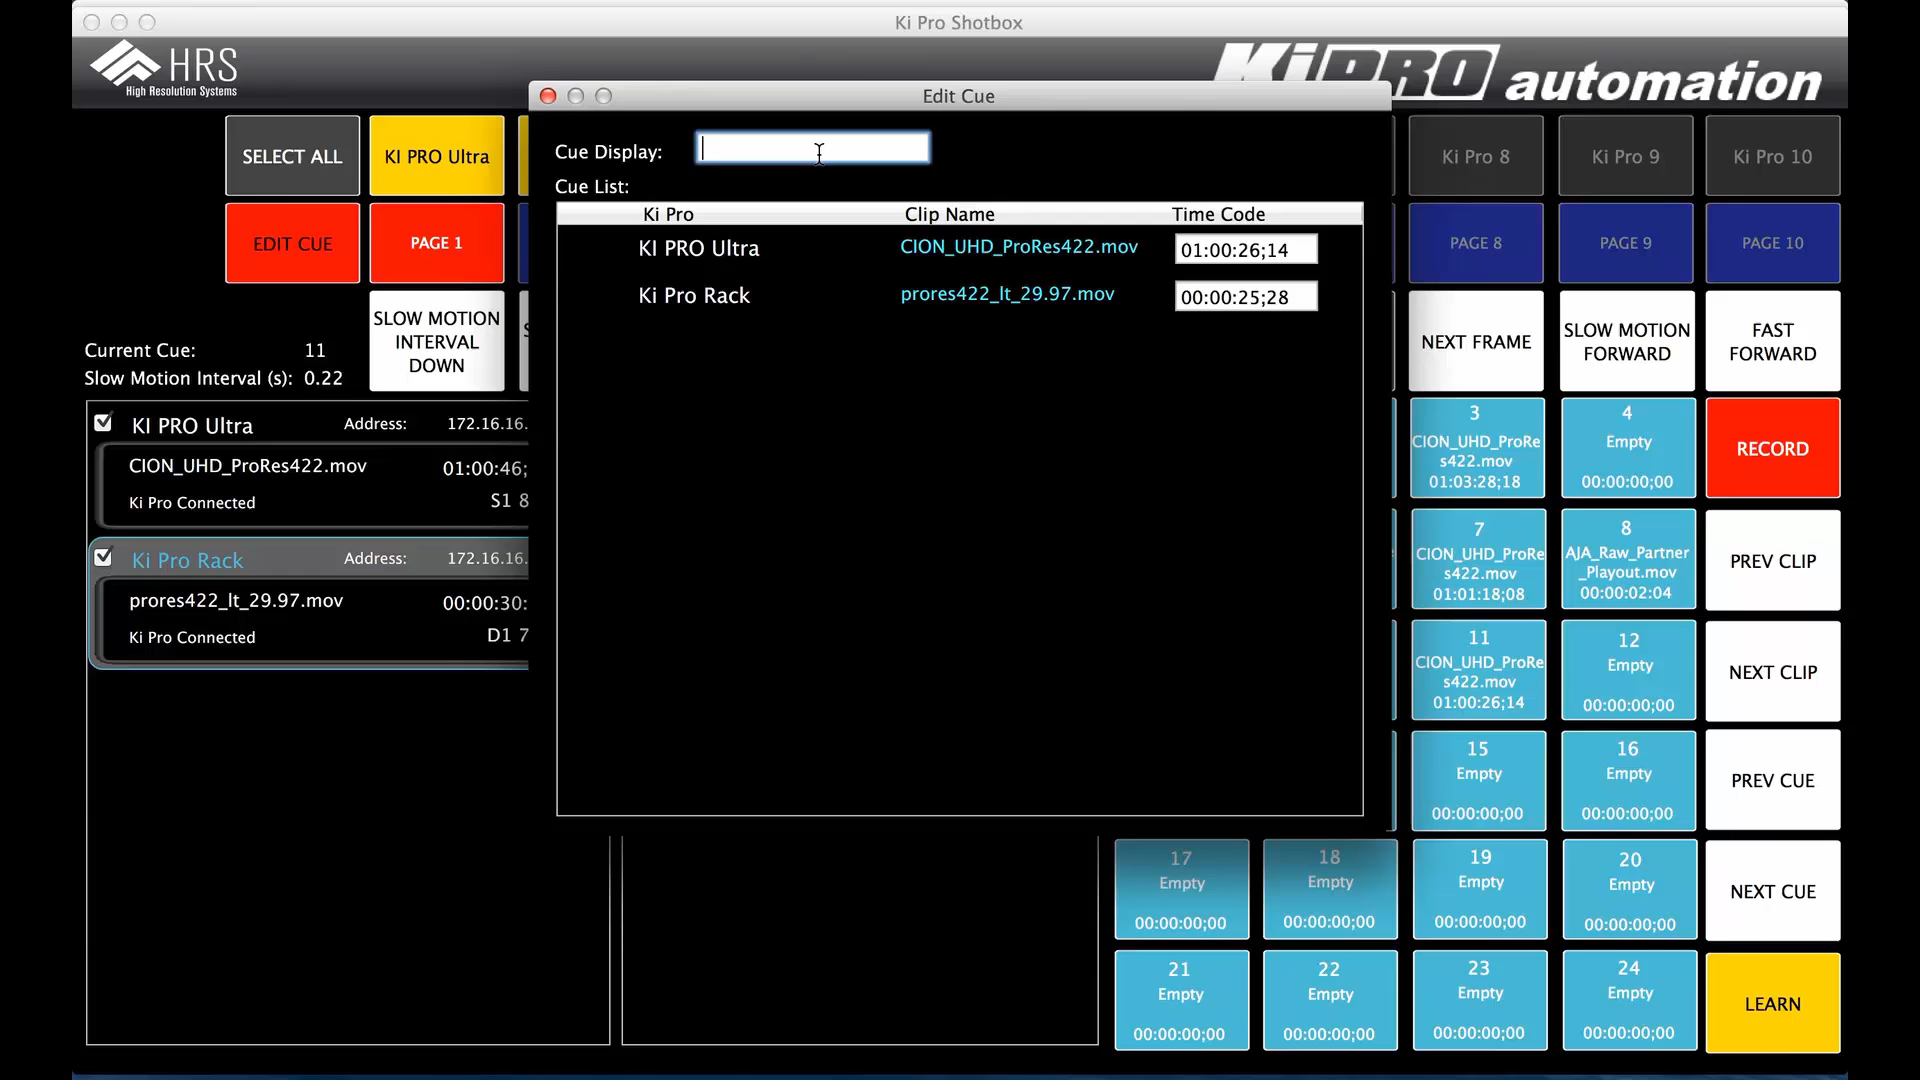 Ki Pro Shotbox
HRS
High Resolution Systems
Ki PRO automation
Edit Cue
Cue Display:
Cue List:
Ki Pro Clip Name Time Code
KI PRO Ultra CION_UHD_ProRes422.mov 01:00:26;14
Ki Pro Rack prores422_lt_29.97.mov 00:00:25;28
SELECT ALL
KI PRO Ultra
Ki Pro 8
Ki Pro 9
Ki Pro 10
EDIT CUE
PAGE 1
PAGE 8
PAGE 9
PAGE 10
SLOW MOTION
INTERVAL
DOWN
NEXT FRAME
SLOW MOTION
FORWARD
FAST
FORWARD
Current Cue: 11
Slow Motion Interval (s): 0.22
KI PRO Ultra Address: 172.16.16.
CION_UHD_ProRes422.mov 01:00:46;
Ki Pro Connected S1 8
Ki Pro Rack Address: 172.16.16.
prores422_lt_29.97.mov 00:00:30:
Ki Pro Connected D1 7
3
CION_UHD_ProRe
s422.mov
01:03:28;18
4
Empty
00:00:00;00
RECORD
7
CION_UHD_ProRe
s422.mov
01:01:18;08
8
AJA_Raw_Partner
_Playout.mov
00:00:02:04
PREV CLIP
11
CION_UHD_ProRe
s422.mov
01:00:26;14
12
Empty
00:00:00;00
NEXT CLIP
15
Empty
00:00:00;00
16
Empty
00:00:00;00
PREV CUE
17
Empty
00:00:00;00
18
Empty
00:00:00;00
19
Empty
00:00:00;00
20
Empty
00:00:00;00
NEXT CUE
21
Empty
00:00:00;00
22
Empty
00:00:00;00
23
Empty
00:00:00;00
24
Empty
00:00:00;00
LEARN